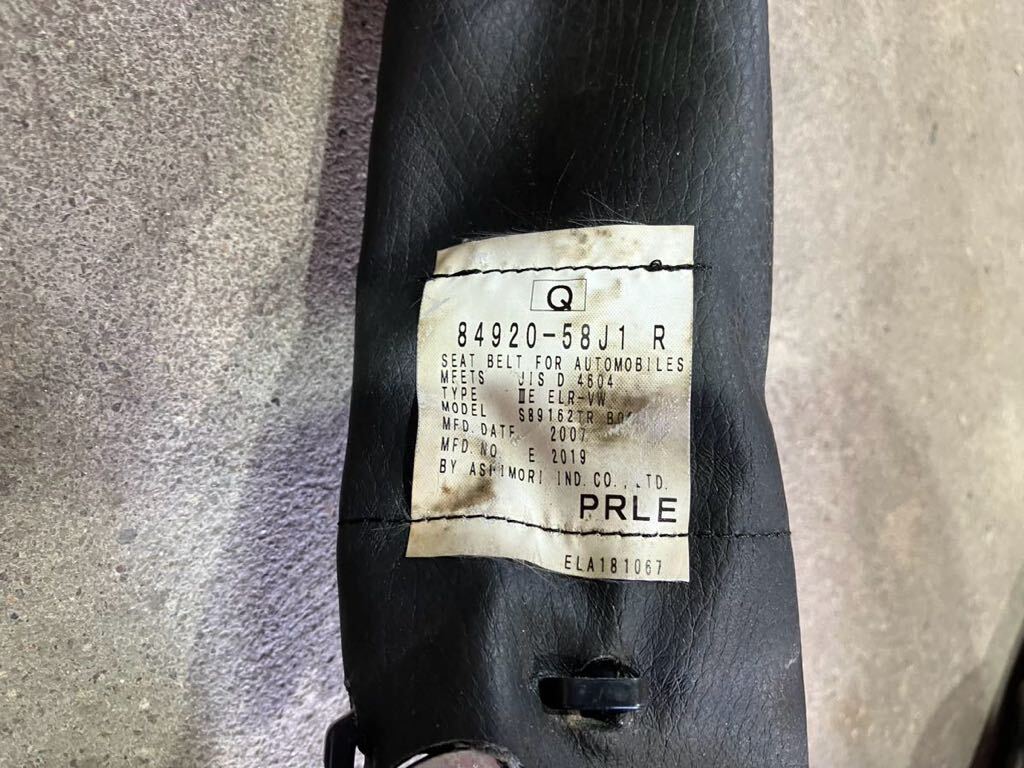 Q
84920-58J1 R
SEAT BELT FOR AUTOMOBILES
MEETS JIS D 4604
TYPE ⅢE ELR-VW
MODEL S89162TR
MFD. DATE 2007
MFD. NO E 2019
BY ASHIMORI IND. CO., LTD.
PRLE
ELA181067